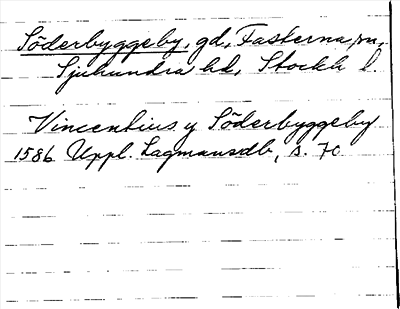 Söderbyggeby, gd, Fasterna sn,
Sjuhundra hd, Stockh l.
Vincentius y Söderbyggeby
1586 Uppl. Lagmansdb, s. 70